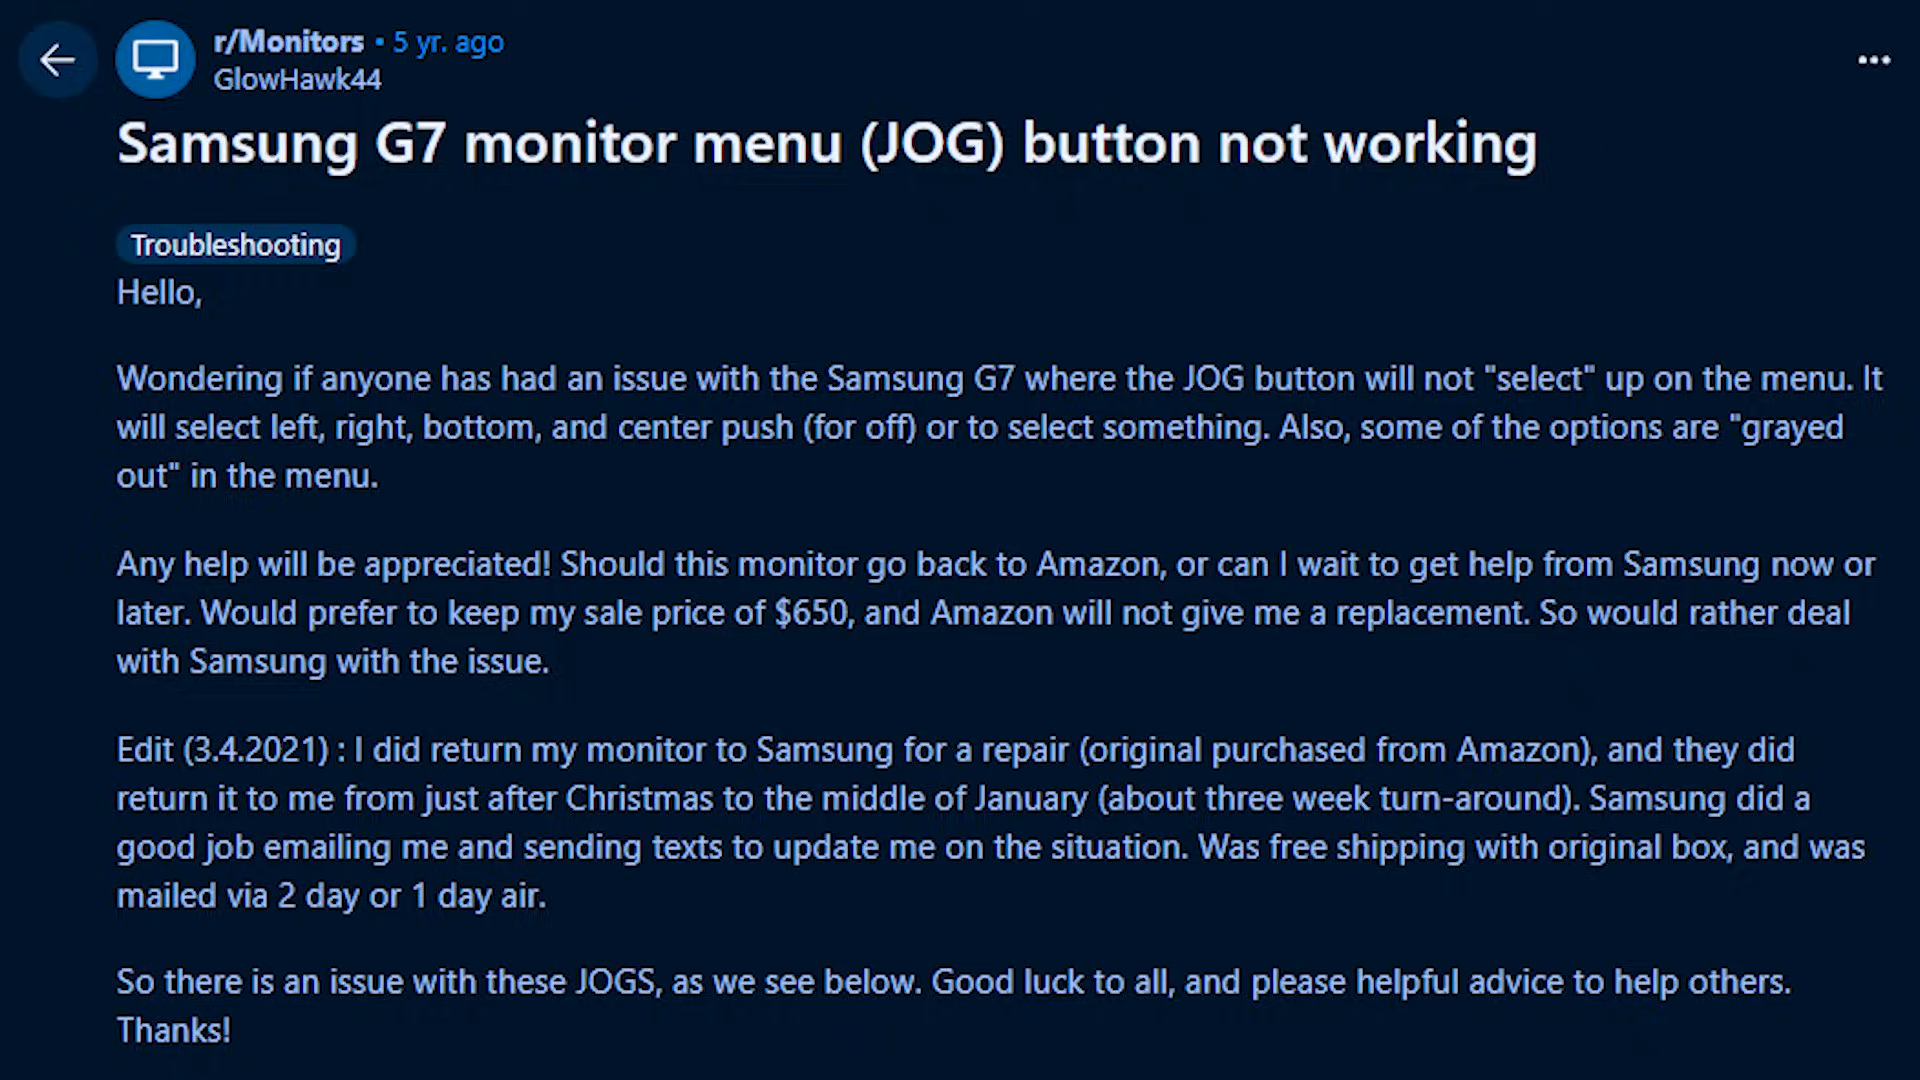 r/Monitors • 5 yr. ago
GlowHawk44
Samsung G7 monitor menu (JOG) button not working
Troubleshooting
Hello,
Wondering if anyone has had an issue with the Samsung G7 where the JOG button will not "select" up on the menu. It
will select left, right, bottom, and center push (for off) or to select something. Also, some of the options are "grayed
out" in the menu.
Any help will be appreciated! Should this monitor go back to Amazon, or can I wait to get help from Samsung now or
later. Would prefer to keep my sale price of $650, and Amazon will not give me a replacement. So would rather deal
with Samsung with the issue.
Edit (3.4.2021) : I did return my monitor to Samsung for a repair (original purchased from Amazon), and they did
return it to me from just after Christmas to the middle of January (about three week turn-around). Samsung did a
good job emailing me and sending texts to update me on the situation. Was free shipping with original box, and was
mailed via 2 day or 1 day air.
So there is an issue with these JOGS, as we see below. Good luck to all, and please helpful advice to help others.
Thanks!